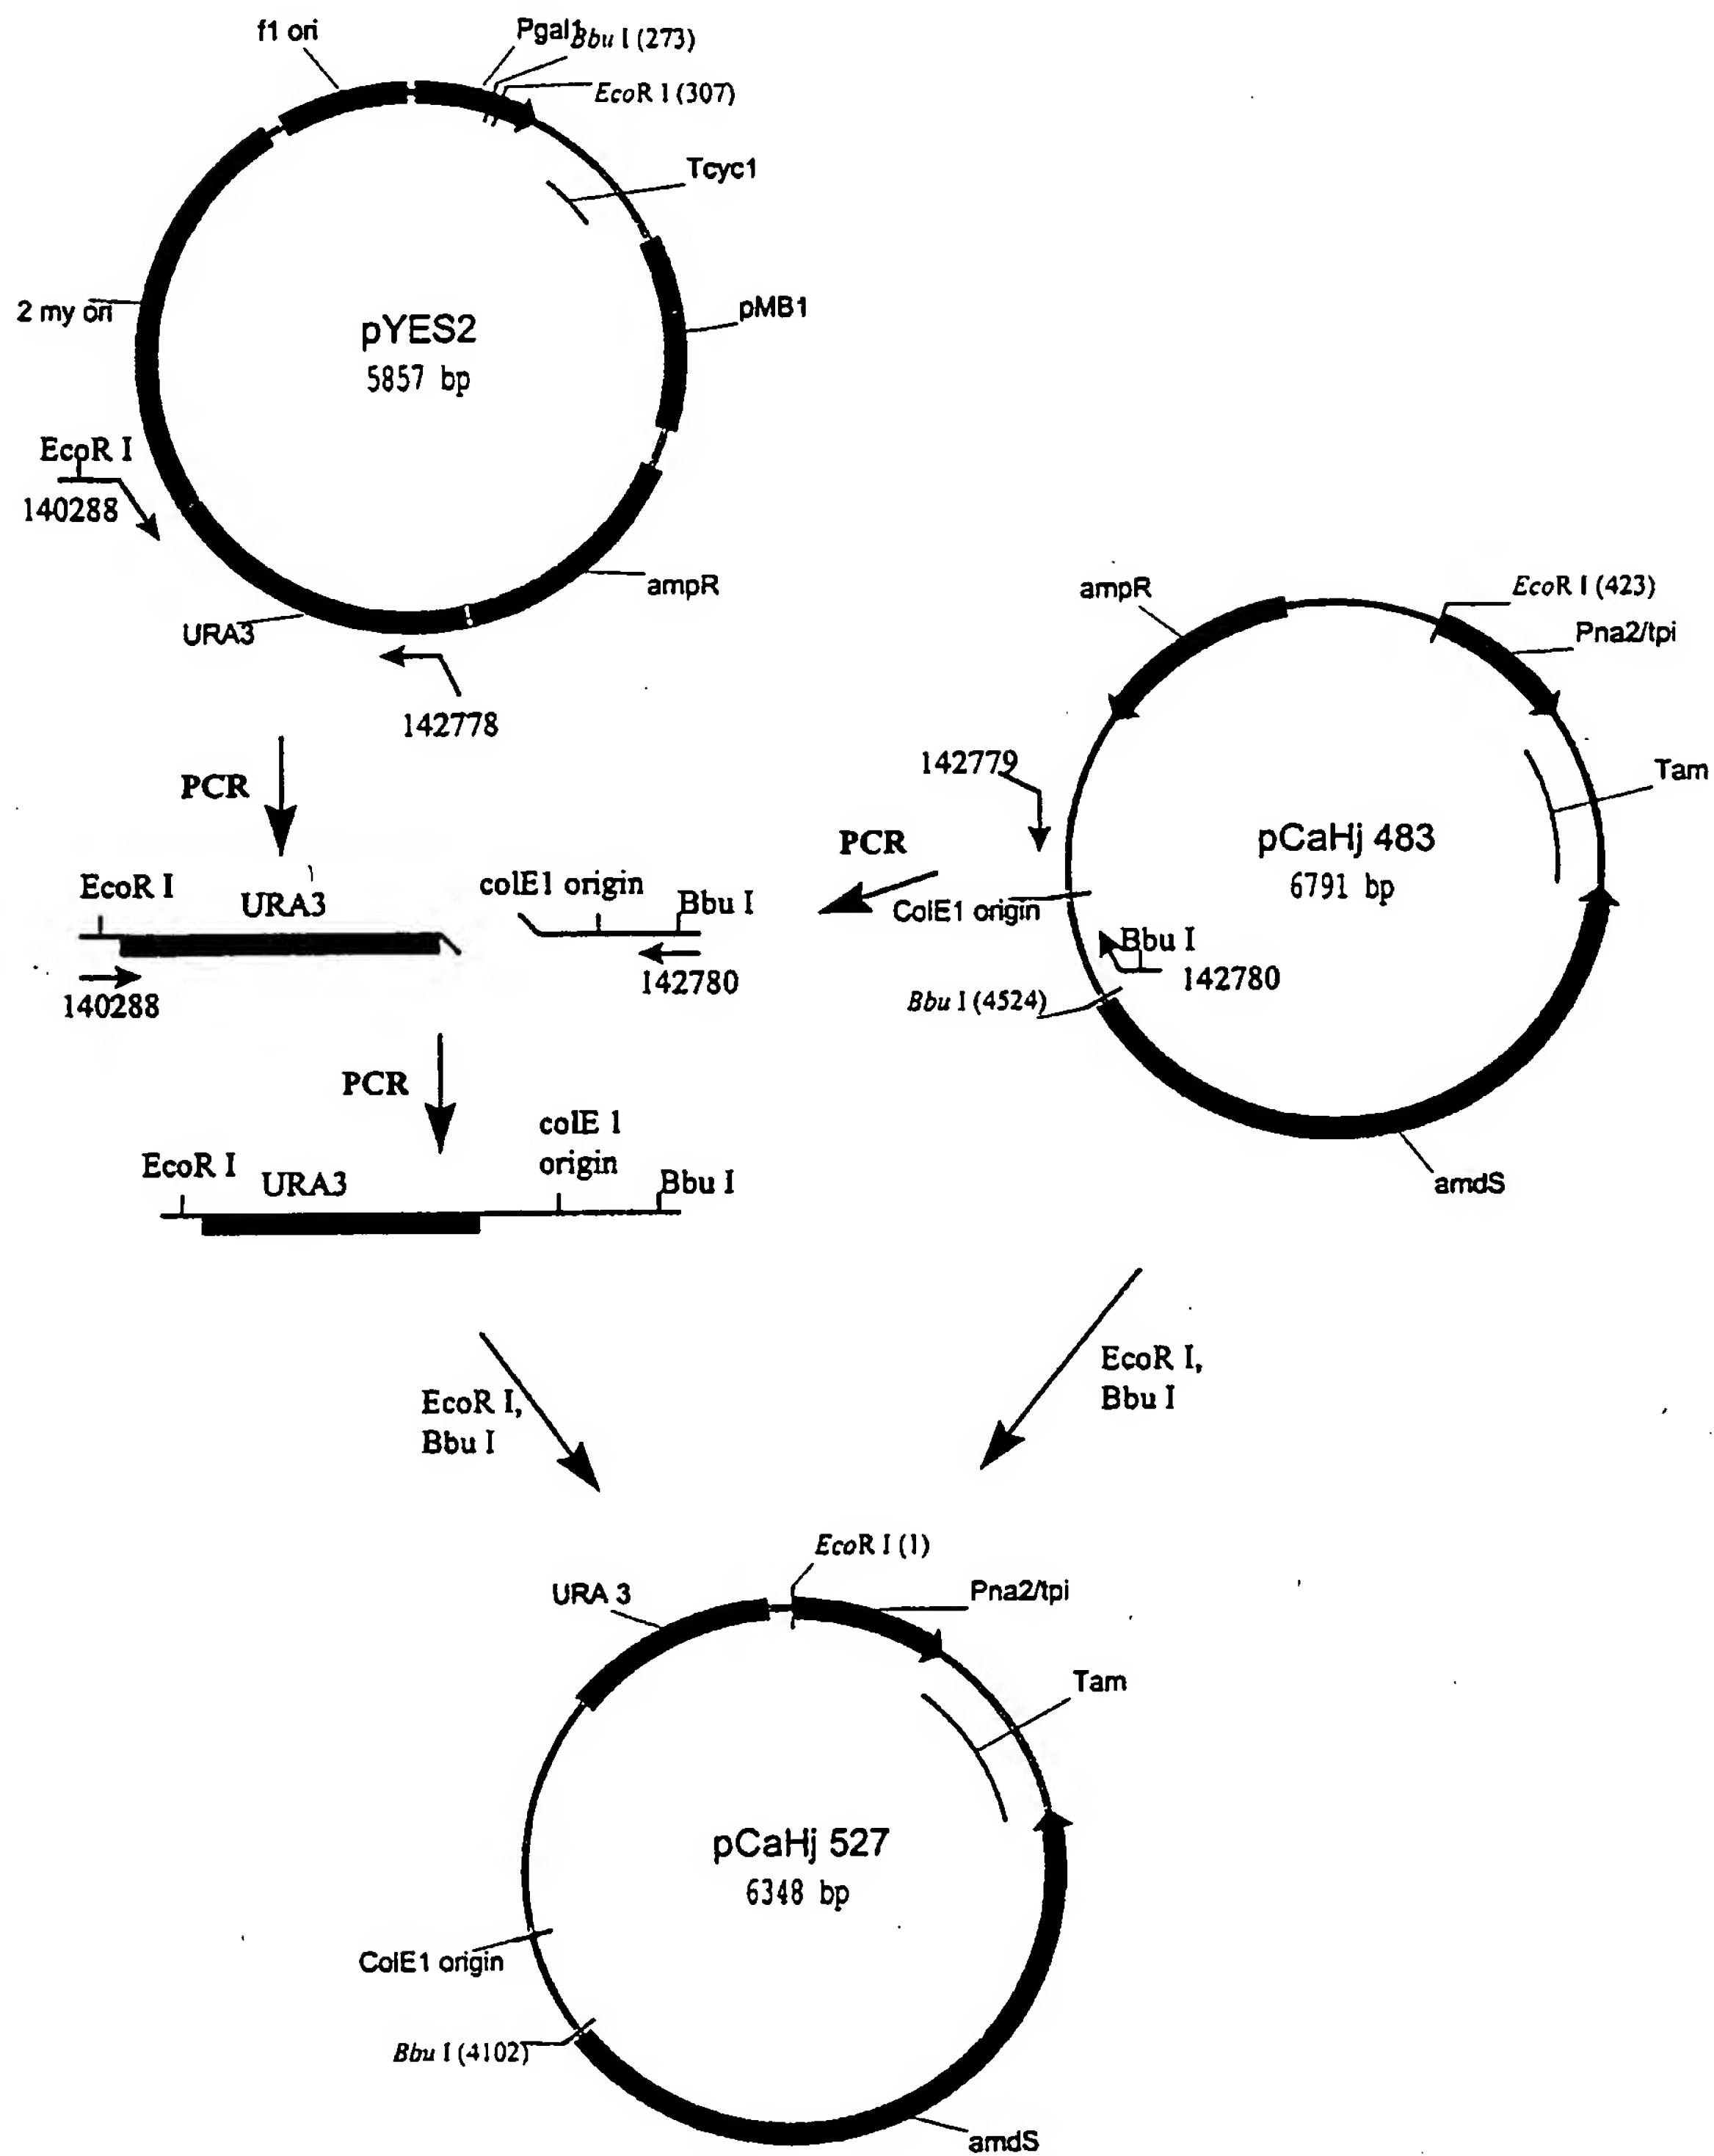 f1 ori
Pgal1
Bbu I (273)
EcoR I (307)
Tcyc1
2 my ori
pYES2
5857 bp
pMB1
EcoR I
140288
ampR
URA3
142778
ampR
EcoR I (423)
Pna2/tpi
142779
Tam
PCR
PCR
pCaHj 483
6791 bp
EcoR I
URA3
colE1 origin
Bbu I
ColE1 origin
Bbu I
142780
140288
142780
Bbu I (4524)
PCR
colE 1
origin
EcoR I
URA3
Bbu I
amdS
EcoR I,
Bbu I
EcoR I,
Bbu I
EcoR I (1)
URA 3
Pna2/tpi
Tam
pCaHj 527
6348 bp
ColE1 origin
Bbu I (4102)
amdS